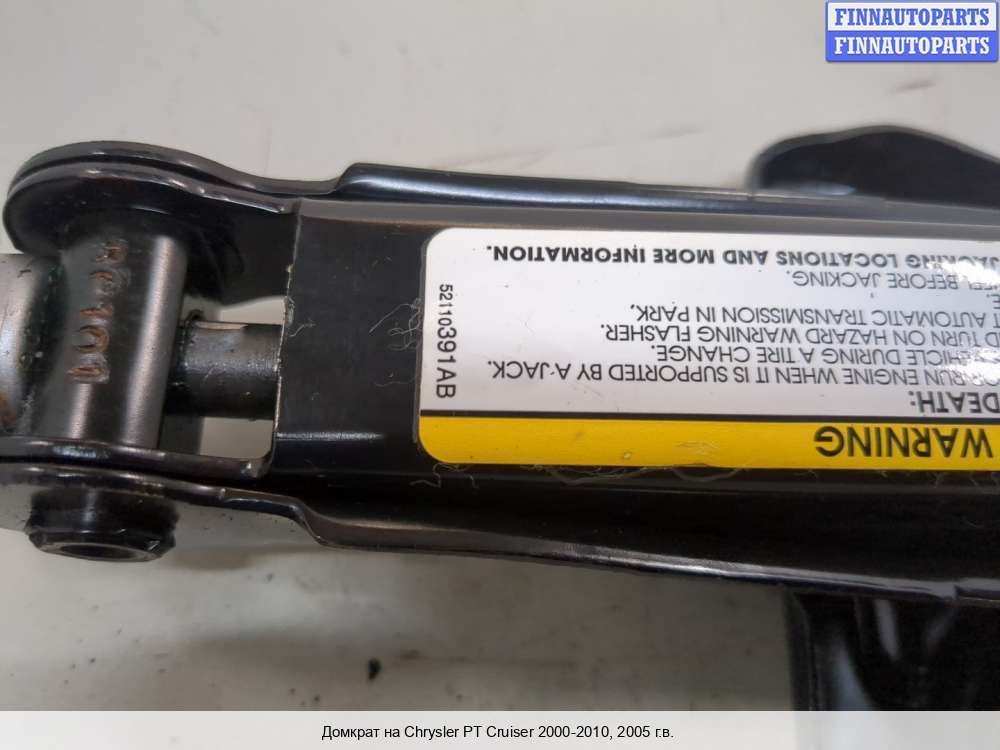 FINNAUTOPARTS
FINNAUTOPARTS
WARNING
DEATH:
OR RUN ENGINE WHEN IT IS SUPPORTED BY A JACK.
VEHICLE DURING A TIRE CHANGE.
TURN ON HAZARD WARNING FLASHER.
AUTOMATIC TRANSMISSION IN PARK.
BEFORE JACKING.
JACKING LOCATIONS AND MORE INFORMATION.
52110391AB
Домкрат на Chrysler PT Cruiser 2000-2010, 2005 г.в.